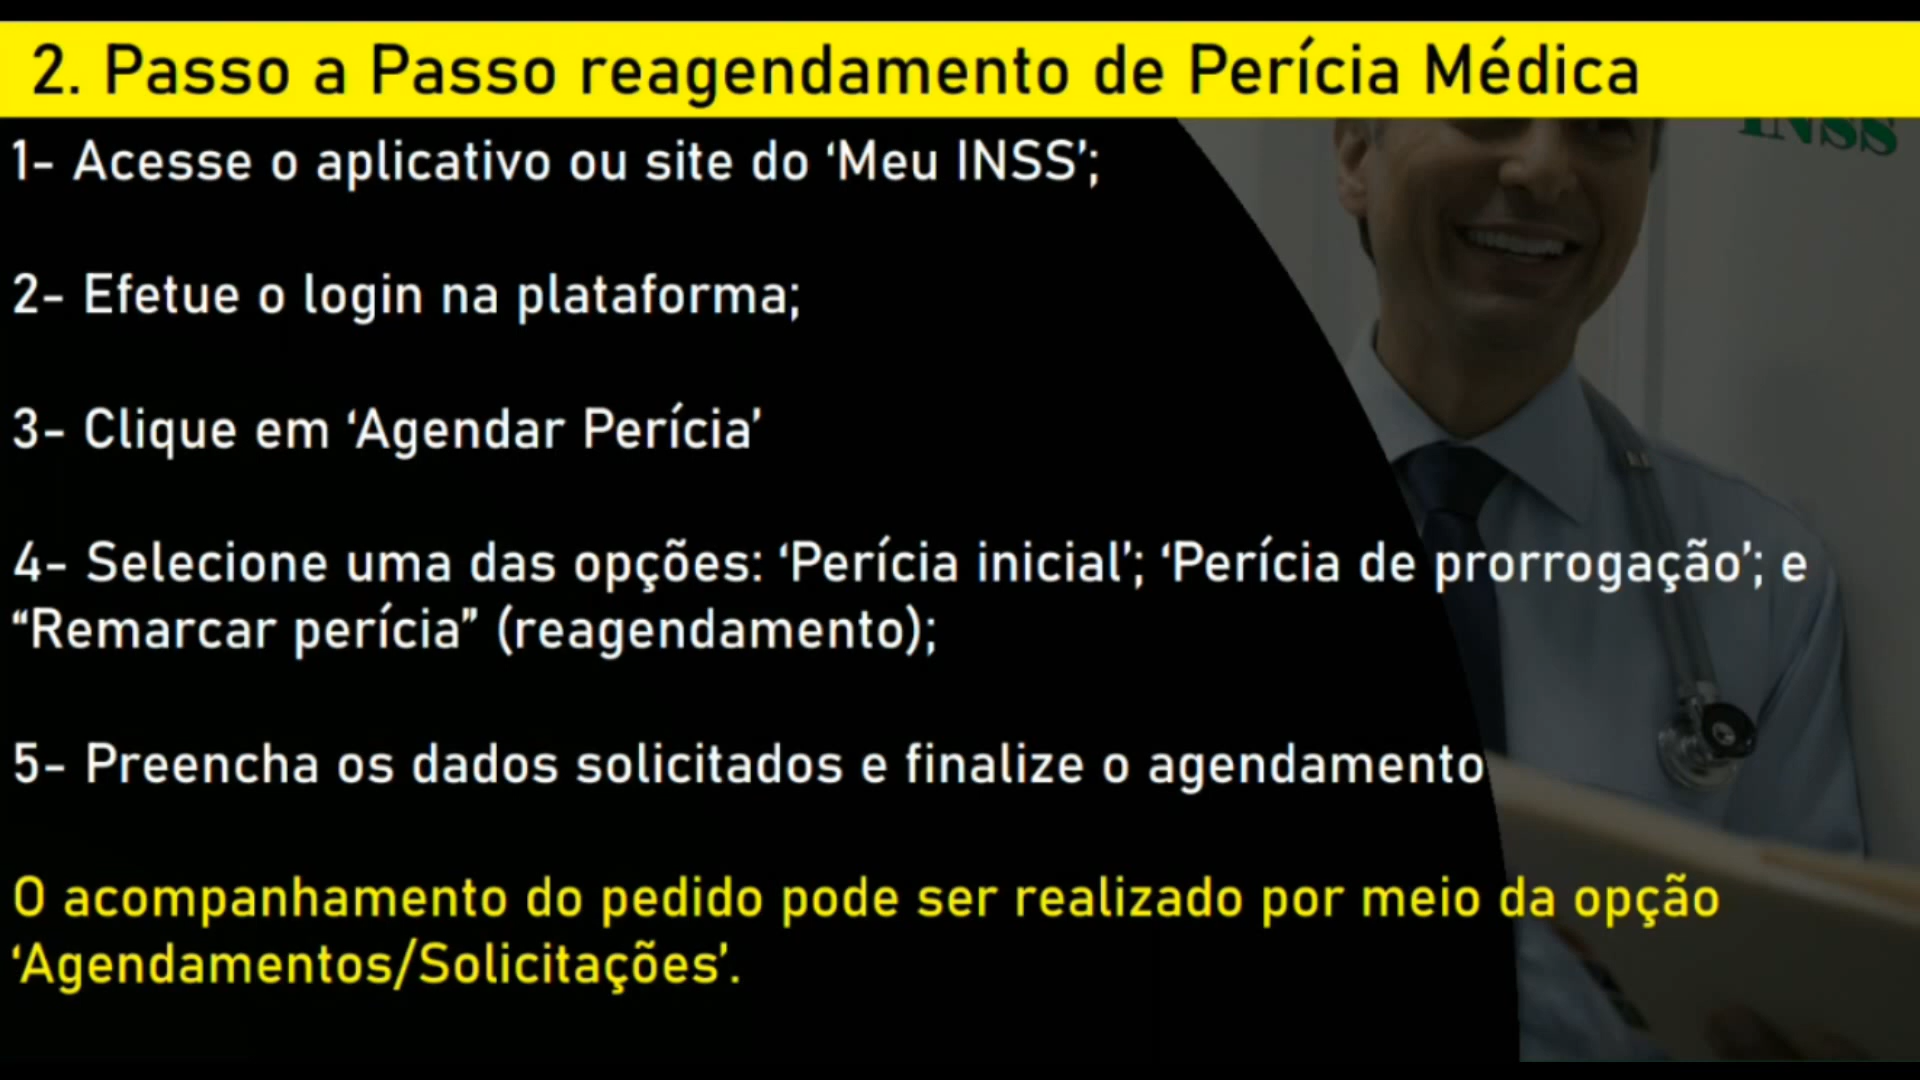 2. Passo a Passo reagendamento de Perícia Médica
INSS
1- Acesse o aplicativo ou site do ‘Meu INSS’;
2- Efetue o login na plataforma;
3- Clique em ‘Agendar Perícia’
4- Selecione uma das opções: ‘Perícia inicial’; ‘Perícia de prorrogação’; e
“Remarcar perícia” (reagendamento);
5- Preencha os dados solicitados e finalize o agendamento
O acompanhamento do pedido pode ser realizado por meio da opção
‘Agendamentos/Solicitações’.